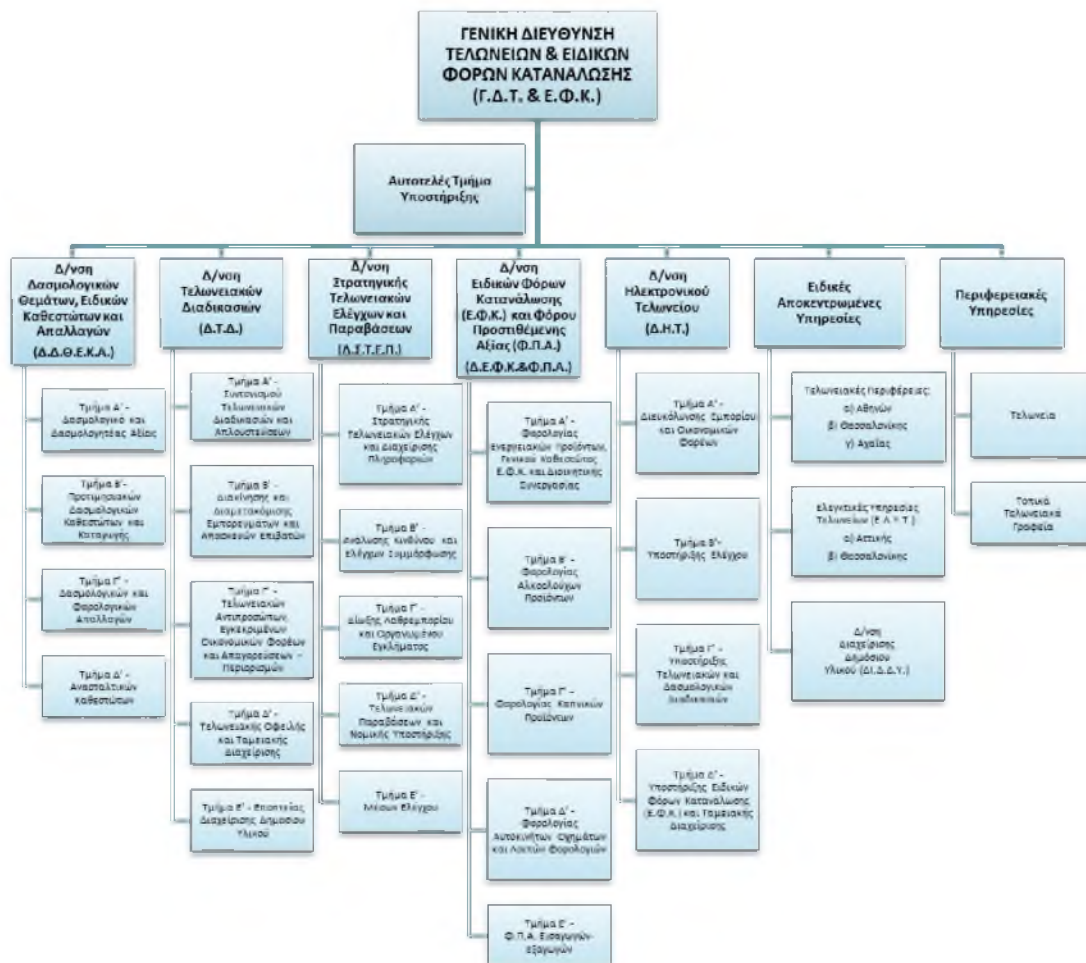 ΓΕΝΙΚΗ ΔΙΕΥΘΥΝΣΗ
ΤΕΛΩΝΕΙΩΝ & ΕΙΔΙΚΩΝ
ΦΟΡΩΝ ΚΑΤΑΝΑΛΩΣΗΣ
(Γ.Δ.Τ. & Ε.Φ.Κ.)
Αυτοτελές Τμήμα
Υποστήριξης
Δ/νση
Δασμολογικών
Θεμάτων, Ειδικών
Καθεστώτων και
Απαλλαγών
(Δ.Δ.Θ.Ε.Κ.Α.)
Τμήμα Α' -
Δασμολογικό και
Δασμολογητέας Αξίας
Τμήμα Β' -
Προτιμησιακών
Δασμολογικών
Καθεστώτων και
Καταγωγής
Τμήμα Γ' -
Δασμολογικών και
Φορολογικών
Απαλλαγών
Τμήμα Δ' -
Ανασταλτικών
Καθεστώτων
Δ/νση
Τελωνειακών
Διαδικασιών
(Δ.Τ.Δ.)
Τμήμα Α' -
Συντονισμού
Τελωνειακών
Διαδικασιών και
Απλουστεύσεων
Τμήμα Β' -
Διακίνησης και
Διαμετακόμισης
Εμπορευμάτων και
Αποσκευών Επιβατών
Τμήμα Γ' -
Τελωνειακών
Αντιπροσώπων,
Εγκεκριμένων
Οικονομικών Φορέων
και Απαγορεύσεων -
Περιορισμών
Τμήμα Δ' -
Τελωνειακής Οφειλής
και Ταμειακής
Διαχείρισης
Τμήμα Ε' - Εποπτείας
Διαχείρισης Δημοσίου
Υλικού
Δ/νση
Στρατηγικής
Τελωνειακών
Ελέγχων και
Παραβάσεων
(Δ.Σ.Τ.Ε.Π.)
Τμήμα Α' -
Στρατηγικής
Τελωνειακών Ελέγχων
και Διαχείρισης
Πληροφοριών
Τμήμα Β' -
Ανάλυσης Κινδύνου και
Ελέγχων Συμμόρφωσης
Τμήμα Γ' -
Δίωξης Λαθρεμπορίου
και Οργανωμένου
Εγκλήματος
Τμήμα Δ' -
Τελωνειακών
Παραβάσεων και
Νομικής Υποστήριξης
Τμήμα Ε' -
Μέσων Ελέγχου
Δ/νση
Ειδικών Φόρων
Κατανάλωσης
(Ε.Φ.Κ.) και Φόρου
Προστιθέμενης
Αξίας (Φ.Π.Α.)
(Δ.Ε.Φ.Κ.&Φ.Π.Α.)
Τμήμα Α' -
Φορολογίας
Ενεργειακών Προϊόντων,
Γενικού Καθεστώτος
Ε.Φ.Κ. και Διοικητικής
Συνεργασίας
Τμήμα Β' -
Φορολογίας
Αλκοολούχων
Προϊόντων
Τμήμα Γ' -
Φορολογίας Καπνικών
Προϊόντων
Τμήμα Δ' -
Φορολογίας
Αυτοκινήτων Οχημάτων
και Λοιπών Φορολογιών
Τμήμα Ε' -
Φ.Π.Α. Εισαγωγών-
εξαγωγών
Δ/νση
Ηλεκτρονικού
Τελωνείου
(Δ.Η.Τ.)
Τμήμα Α' -
Διευκόλυνσης Εμπορίου
και Οικονομικών
Φορέων
Τμήμα Β'-
Υποστήριξης Ελέγχου
Τμήμα Γ' -
Υποστήριξης
Τελωνειακών και
Δασμολογικών
Διαδικασιών
Τμήμα Δ' -
Υποστήριξης Ειδικών
Φόρων Κατανάλωσης
(Ε.Φ.Κ.) και Ταμειακής
Διαχείρισης
Ειδικές
Αποκεντρωμένες
Υπηρεσίες
Τελωνειακές Περιφέρειες:
α) Αθηνών
β) Θεσσαλονίκης
γ) Αχαΐας
Ελεγκτικές Υπηρεσίες
Τελωνείων (ΕΛ.Υ.Τ.)
α) Αττικής
β) Θεσσαλονίκης
Δ/νση
Διαχείρισης
Δημόσιου
Υλικού (ΔΙ.Δ.Δ.Υ.)
Περιφερειακές
Υπηρεσίες
Τελωνεία
Τοπικά
Τελωνειακά
Γραφεία